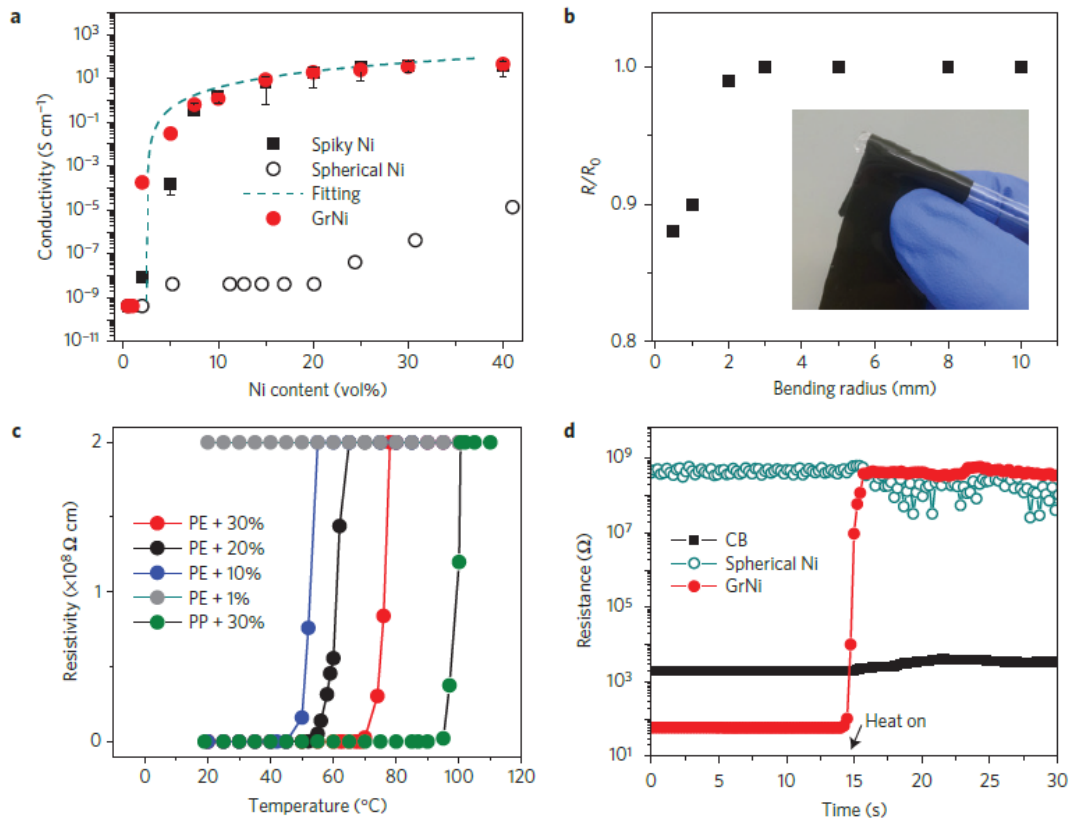 a
Conductivity (S cm⁻¹)
10³
10¹
10⁻¹
10⁻³
10⁻⁵
10⁻⁷
10⁻⁹
10⁻¹¹
Spiky Ni
Spherical Ni
Fitting
GrNi
0 10 20 30 40
Ni content (vol%)
b
R/R₀
1.0
0.9
0.8
0 2 4 6 8 10
Bending radius (mm)
c
Resistivity (×10⁸ Ω cm)
2
1
0
PE + 30%
PE + 20%
PE + 10%
PE + 1%
PP + 30%
0 20 40 60 80 100 120
Temperature (°C)
d
Resistance (Ω)
10⁹
10⁷
10⁵
10³
10¹
CB
Spherical Ni
GrNi
Heat on
0 5 10 15 20 25 30
Time (s)